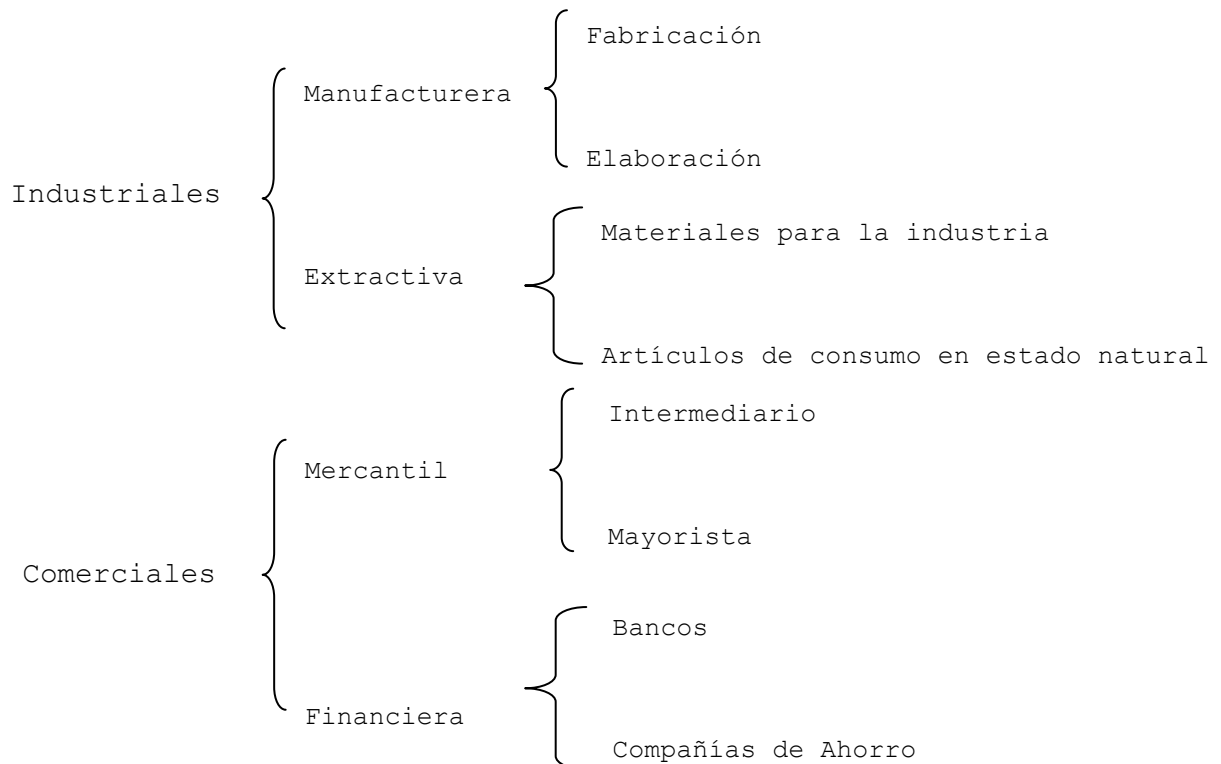 Fabricación
Manufacturera
Elaboración
Industriales
Materiales para la industria
Extractiva
Artículos de consumo en estado natural
Intermediario
Mercantil
Mayorista
Comerciales
Bancos
Financiera
Compañías de Ahorro